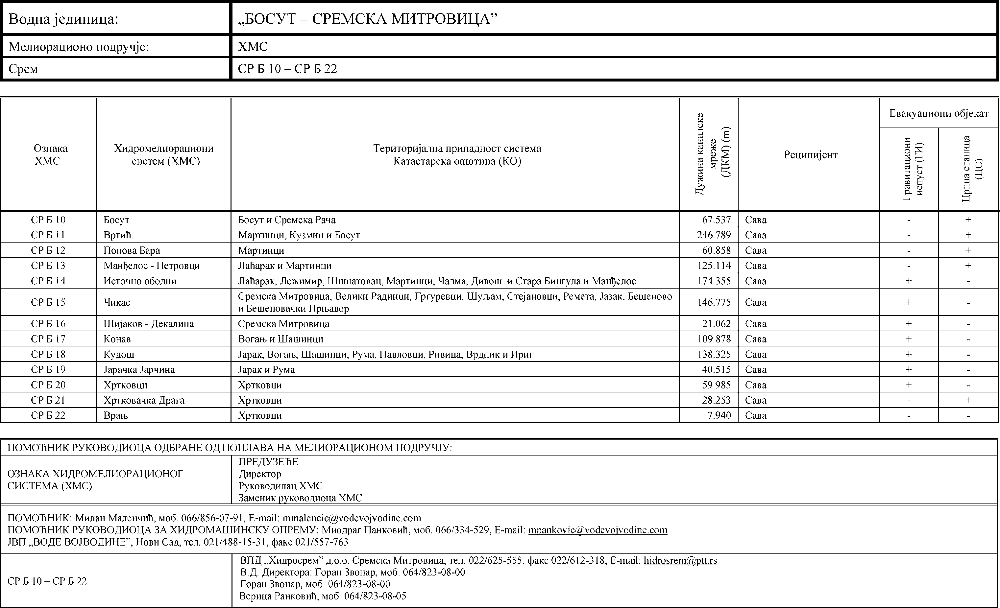 Водна јединица: „БОСУТ – СРЕМСКА МИТРОВИЦА”
Мелиорационо подручје: ХМС
Срем СР Б 10 – СР Б 22
Ознака ХМС
Хидромелиорациони систем (ХМС)
Територијална припадност система
Катастарска општина (КО)
Дужина каналске мреже (ДКМ) (m)
Реципијент
Евакуациони објекат
Гравитациони испуст (ГИ)
Црпна станица (ЦС)
СР Б 10 Босут Босут и Сремска Рача 67.537 Сава - +
СР Б 11 Вртић Мартинци, Кузмин и Босут 246.789 Сава - +
СР Б 12 Попова Бара Мартинци 60.858 Сава - +
СР Б 13 Манђелос - Петровци Лаћарак и Мартинци 125.114 Сава - +
СР Б 14 Источно ободни Лаћарак, Лежимир, Шишатовац, Мартинци, Чалма, Дивош, и Стара Бингула и Манђелос 174.355 Сава + -
СР Б 15 Чикас Сремска Митровица, Велики Радинци, Гргуревци, Шуљам, Стејановци, Ремета, Јазак, Бешеново
и Бешеновачки Прњавор 146.775 Сава + -
СР Б 16 Шијаков - Декалица Сремска Митровица 21.062 Сава + -
СР Б 17 Конав Вогањ и Шашинци 109.878 Сава + -
СР Б 18 Кудош Јарак, Вогањ, Шашинци, Рума, Павловци, Ривица, Врдник и Ириг 138.325 Сава + -
СР Б 19 Јарачка Јарчина Јарак и Рума 40.515 Сава + -
СР Б 20 Хртковци Хртковци 59.985 Сава + -
СР Б 21 Хртковачка Драга Хртковци 28.253 Сава - +
СР Б 22 Врањ Хртковци 7.940 Сава - -
ПОМОЋНИК РУКОВОДИОЦА ОДБРАНЕ ОД ПОПЛАВА НА МЕЛИОРАЦИОНОМ ПОДРУЧЈУ:
ОЗНАКА ХИДРОМЕЛИОРАЦИОНОГ
СИСТЕМА (ХМС)
ПРЕДУЗЕЋЕ
Директор
Руководилац ХМС
Заменик руководиоца ХМС
ПОМОЋНИК: Милан Маленчић, моб. 066/856-07-91, E-mail: mmalencic@vodevojvodine.com
ПОМОЋНИК РУКОВОДИОЦА ЗА ХИДРОМАШИНСКУ ОПРЕМУ: Миодраг Панковић, моб. 066/334-529, E-mail: mpankovic@vodevojvodine.com
ЈВП „ВОДЕ ВОЈВОДИНЕ”, Нови Сад, тел. 021/488-15-31, факс 021/557-763
СР Б 10 – СР Б 22
ВПД „Хидросрем” д.о.о. Сремска Митровица, тел. 022/625-555, факс 022/612-318, E-mail: hidrosrem@ptt.rs
В.Д. Директора: Горан Звонар, моб. 064/823-08-00
Горан Звонар, моб. 064/823-08-00
Верица Ранковић, моб. 064/823-08-05